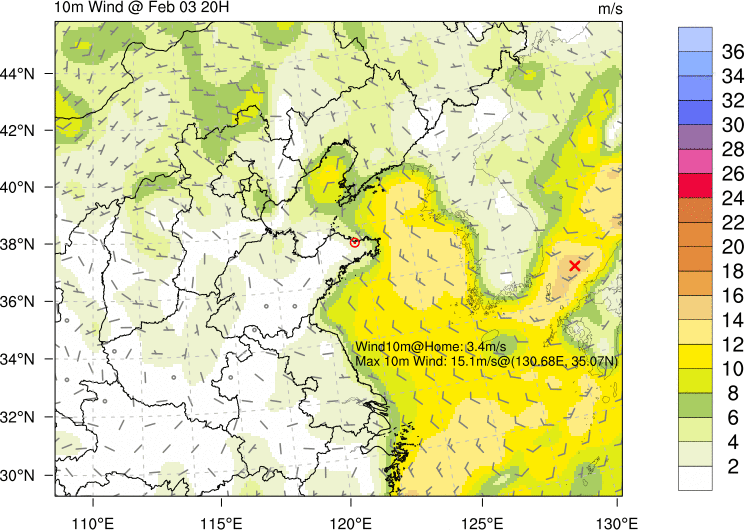 10m Wind @ Feb 03 20H
m/s
44°N
42°N
40°N
38°N
36°N
34°N
32°N
30°N
Wind10m@Home: 3.4m/s
Max 10m Wind: 15.1m/s@(130.68E, 35.07N)
110°E
115°E
120°E
125°E
130°E
36
34
32
30
28
26
24
22
20
18
16
14
12
10
8
6
4
2